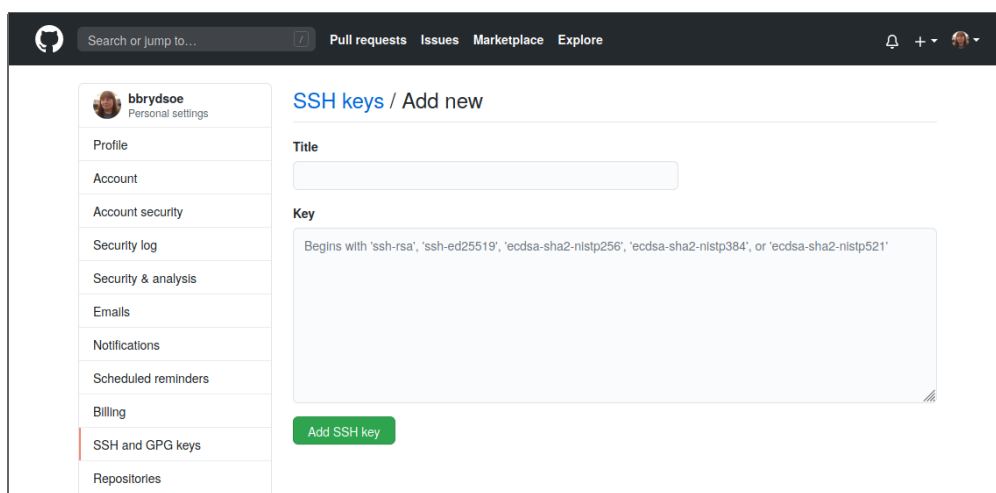 Search or jump to... /
Pull requests Issues Marketplace Explore
bbrydsoe
Personal settings
Profile
Account
Account security
Security log
Security & analysis
Emails
Notifications
Scheduled reminders
Billing
SSH and GPG keys
Repositories
SSH keys / Add new
Title
Key
Begins with 'ssh-rsa', 'ssh-ed25519', 'ecdsa-sha2-nistp256', 'ecdsa-sha2-nistp384', or 'ecdsa-sha2-nistp521'
Add SSH key